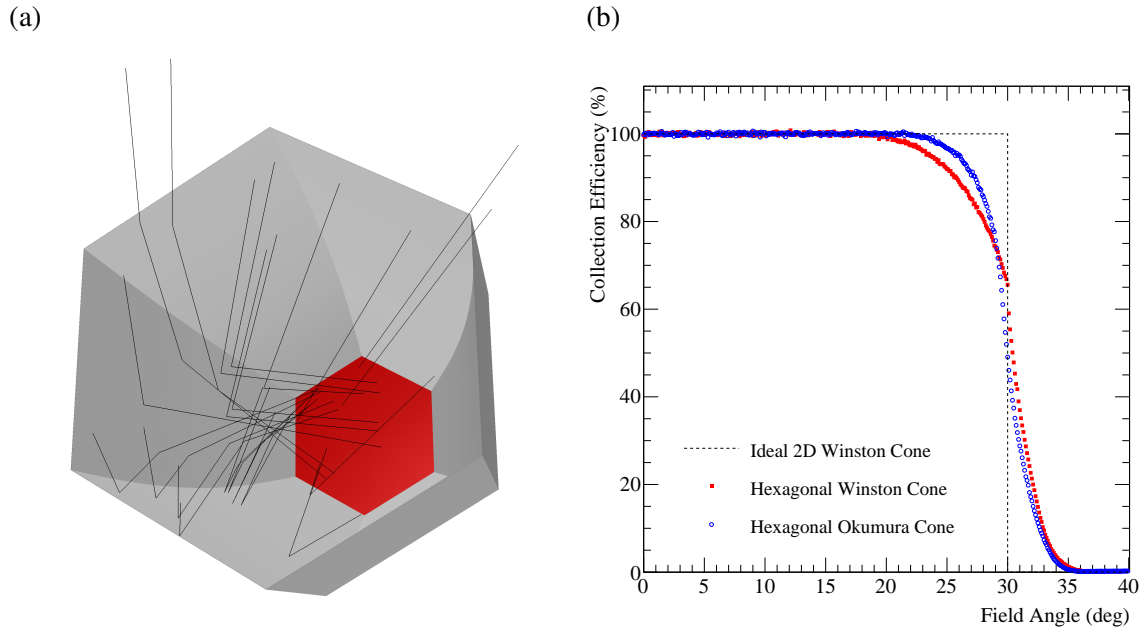 (a)
(b)
Collection Efficiency (%)
100
80
60
40
20
0
0 5 10 15 20 25 30 35 40
Field Angle (deg)
Ideal 2D Winston Cone
Hexagonal Winston Cone
Hexagonal Okumura Cone